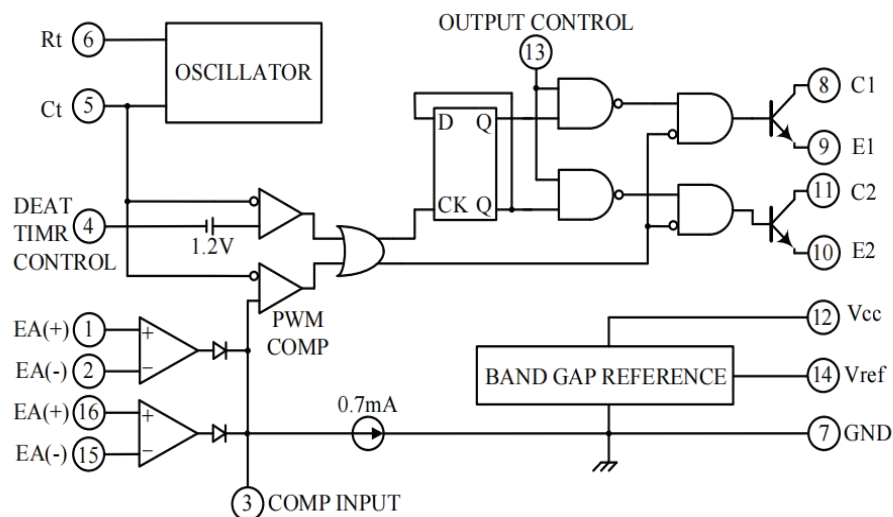 OUTPUT CONTROL
Rt 6
OSCILLATOR
13
Ct 5
8 C1
D Q
9 E1
DEAT
TIMR
CONTROL
4
1.2V
CK Q
11 C2
10 E2
PWM
COMP
EA(+) 1
+
-
EA(-) 2
12 Vcc
BAND GAP REFERENCE
14 Vref
EA(+) 16
+
-
EA(-) 15
0.7mA
7 GND
3 COMP INPUT